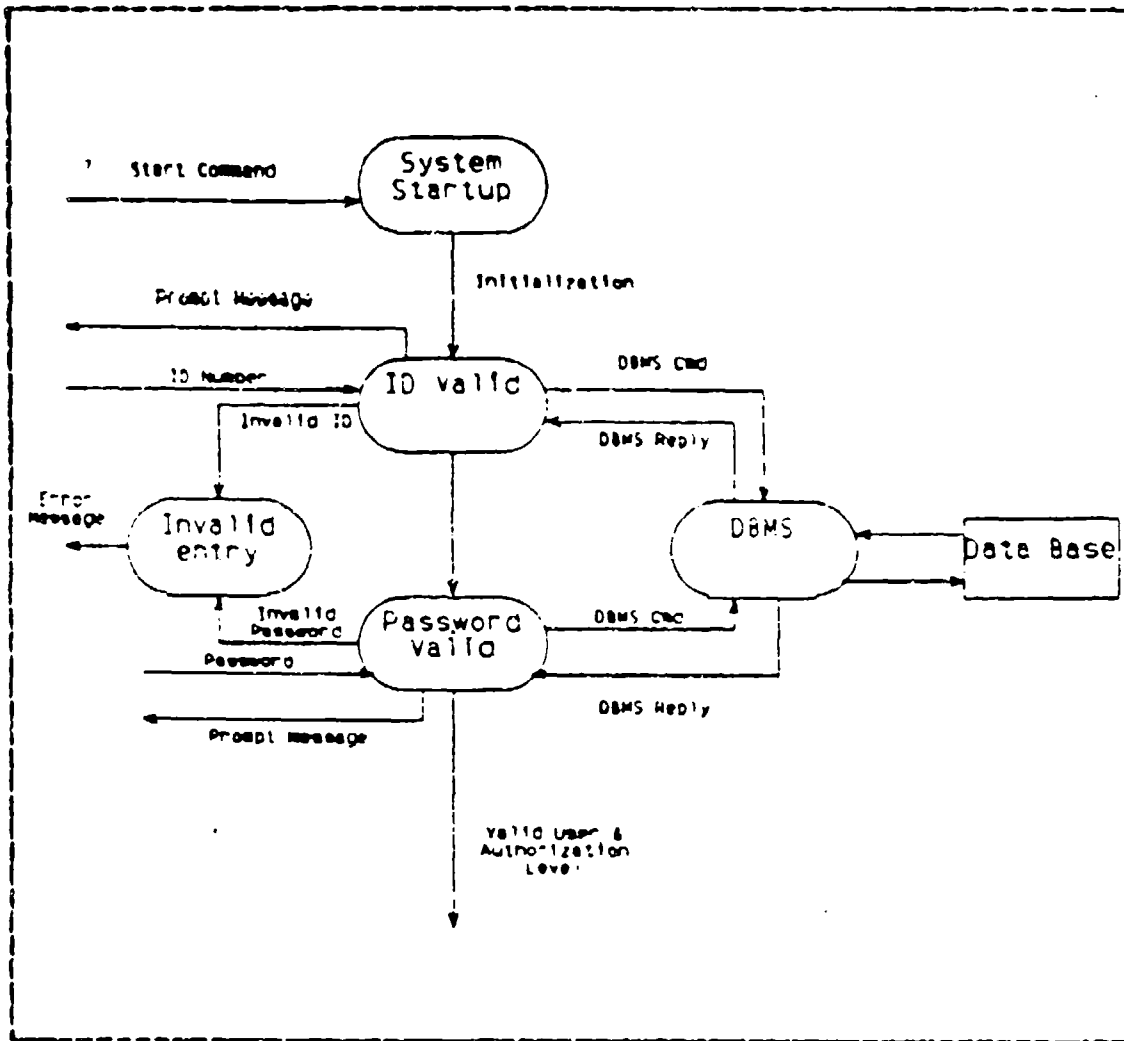 Start Command
System
Startup
Initialization
Prompt Message
ID Number
ID Valid
DBMS Cmd
Invalid ID
DBMS Reply
Error
Message
Invalid
entry
DBMS
Data Base
Invalid
Password
Password
Valid
DBMS Cmd
Password
DBMS Reply
Prompt message
Valid User &
Authorization
Level